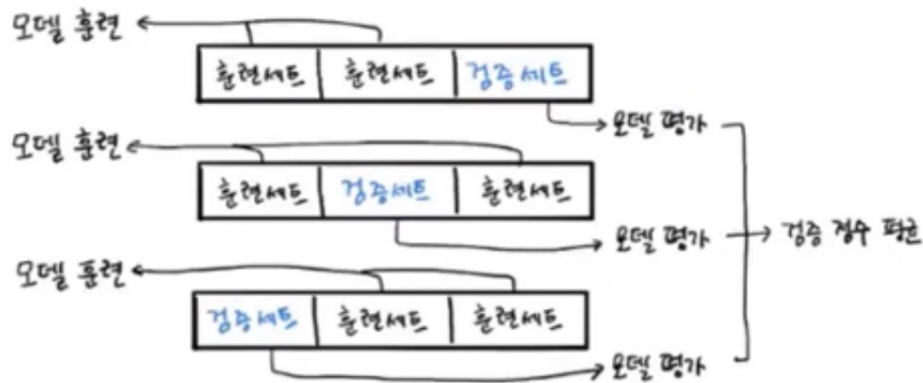 모델 훈련
훈련세트 훈련세트 검증세트
모델 평가
모델 훈련
훈련세트 검증세트 훈련세트
모델 평가
검증 점수 평균
모델 훈련
검증세트 훈련세트 훈련세트
모델 평가